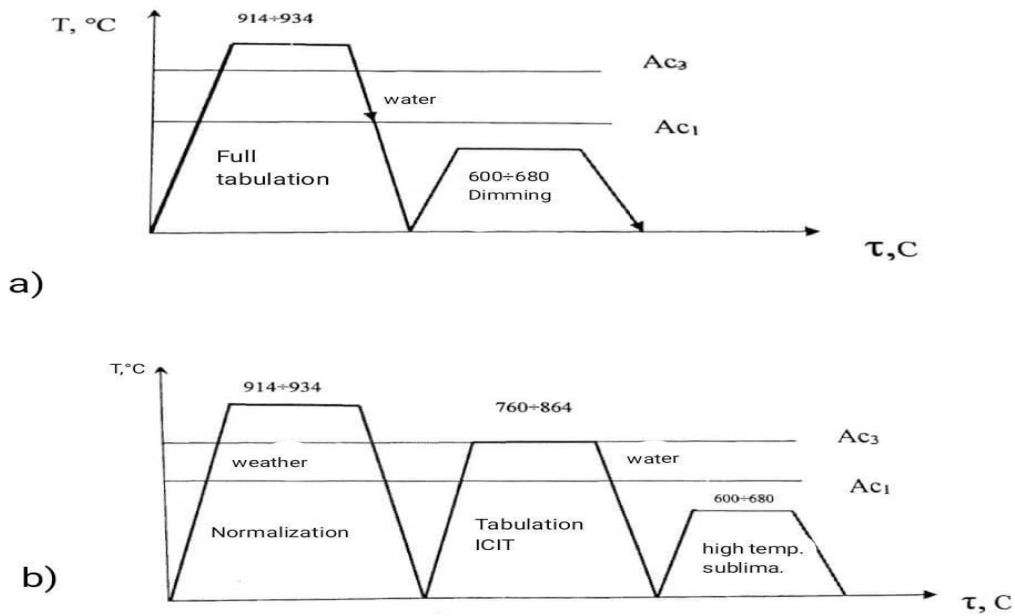 T, °C
914÷934
Ac₃
water
Ac₁
Full
tabulation
600÷680
Dimming
τ,C
a)
T,°C
914÷934
760÷864
Ac₃
weather
water
Ac₁
600÷680
Normalization
Tabulation
ICIT
high temp.
sublima.
b)
τ, C